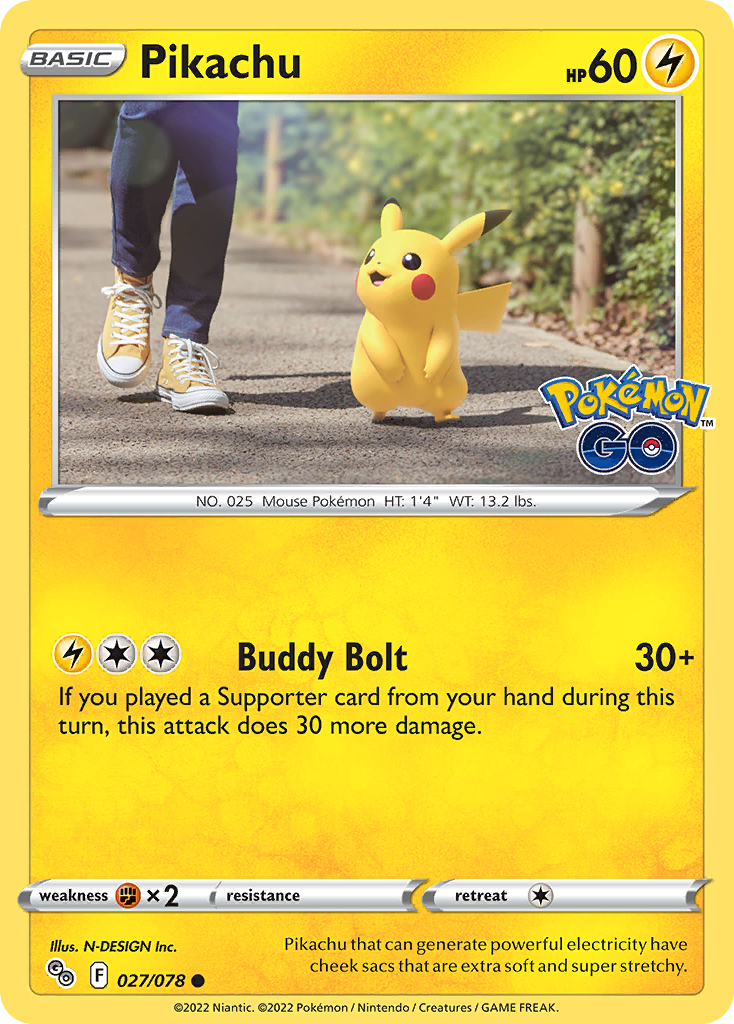 BASIC Pikachu HP60
POKéMON™
GO
NO. 025 Mouse Pokémon HT: 1'4" WT: 13.2 lbs.
Buddy Bolt 30+
If you played a Supporter card from your hand during this
turn, this attack does 30 more damage.
weakness ×2 resistance retreat
Illus. N-DESIGN Inc.
GO F 027/078
Pikachu that can generate powerful electricity have
cheek sacs that are extra soft and super stretchy.
©2022 Niantic. ©2022 Pokémon / Nintendo / Creatures / GAME FREAK.